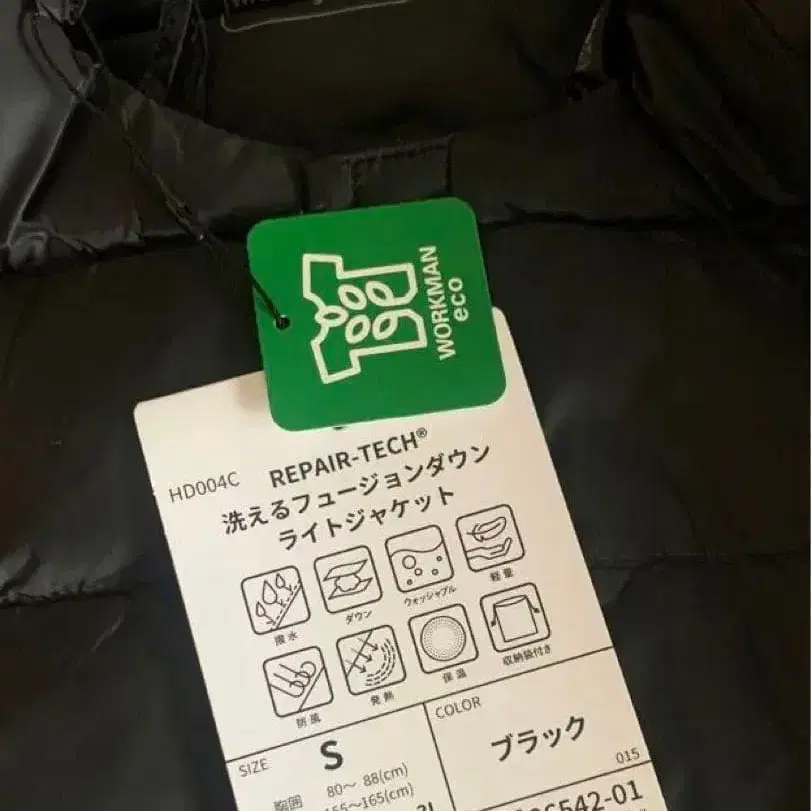 WORKMAN
eco
HD004C
REPAIR-TECH®
洗えるフュージョンダウン
ライトジャケット
撥水
ダウン
ウォッシャブル
軽量
防風
発熱
保温
収納袋付き
SIZE
S
胸囲 80～ 88(cm)
155～165(cm)
COLOR
ブラック
015
6542-01